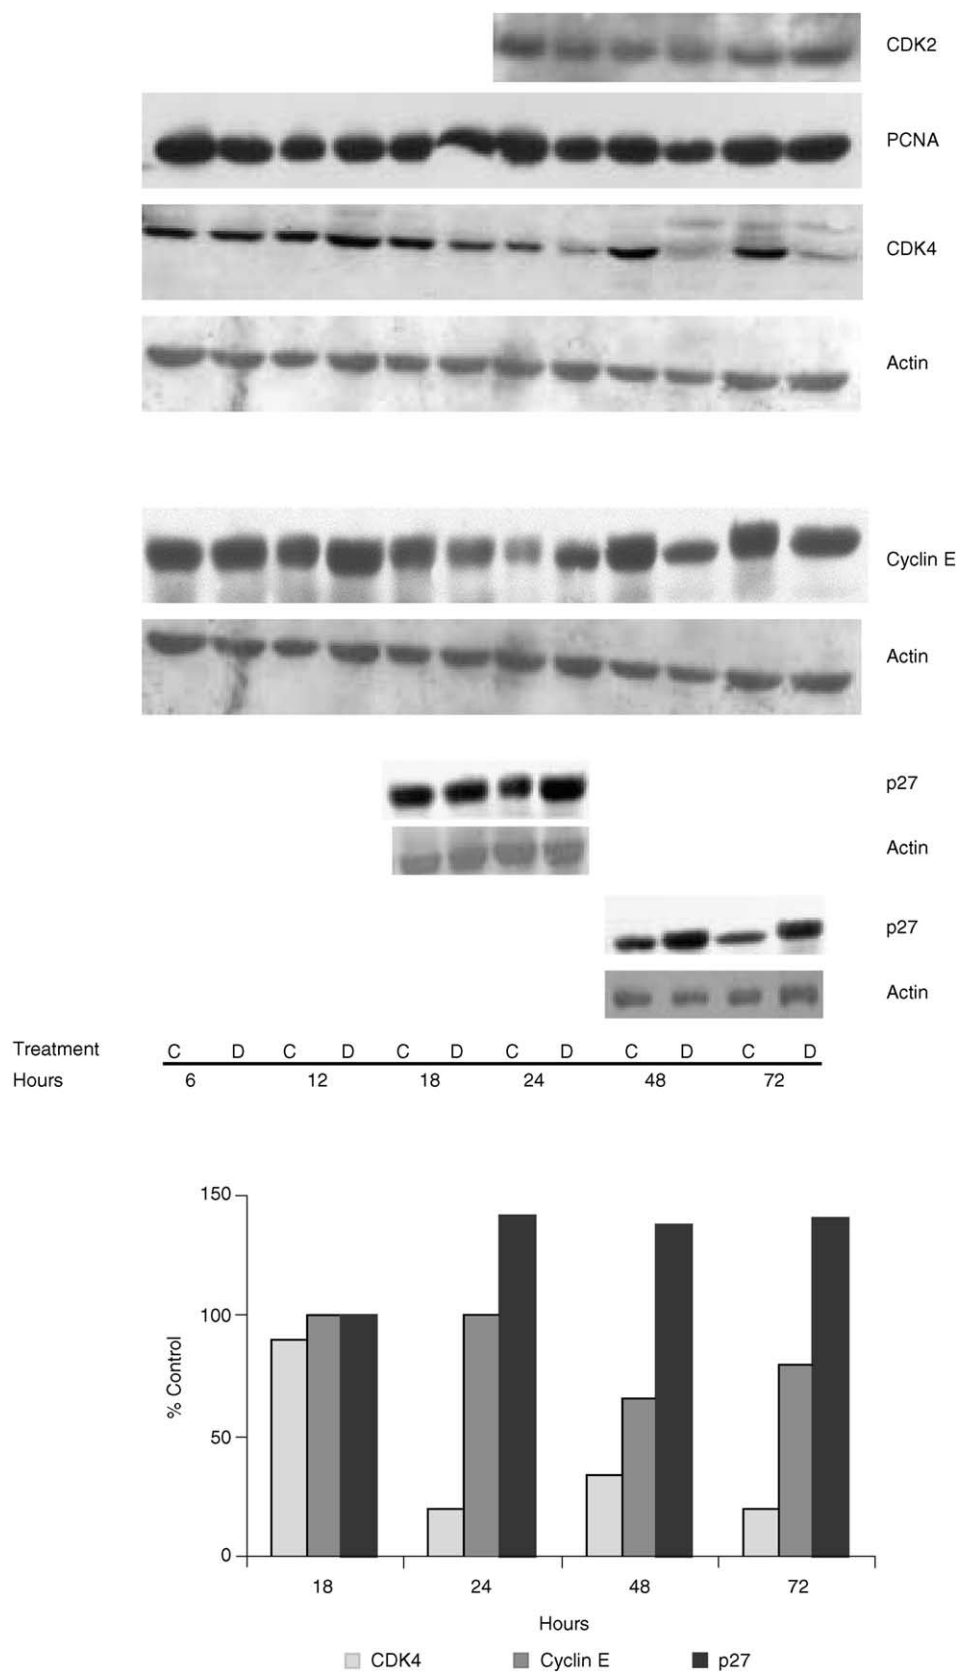 CDK2
PCNA
CDK4
Actin
Cyclin E
Actin
p27
Actin
p27
Actin
Treatment C D C D C D C D C D C D
Hours 6 12 18 24 48 72
150
100
50
0
% Control
18 24 48 72
Hours
CDK4 Cyclin E p27